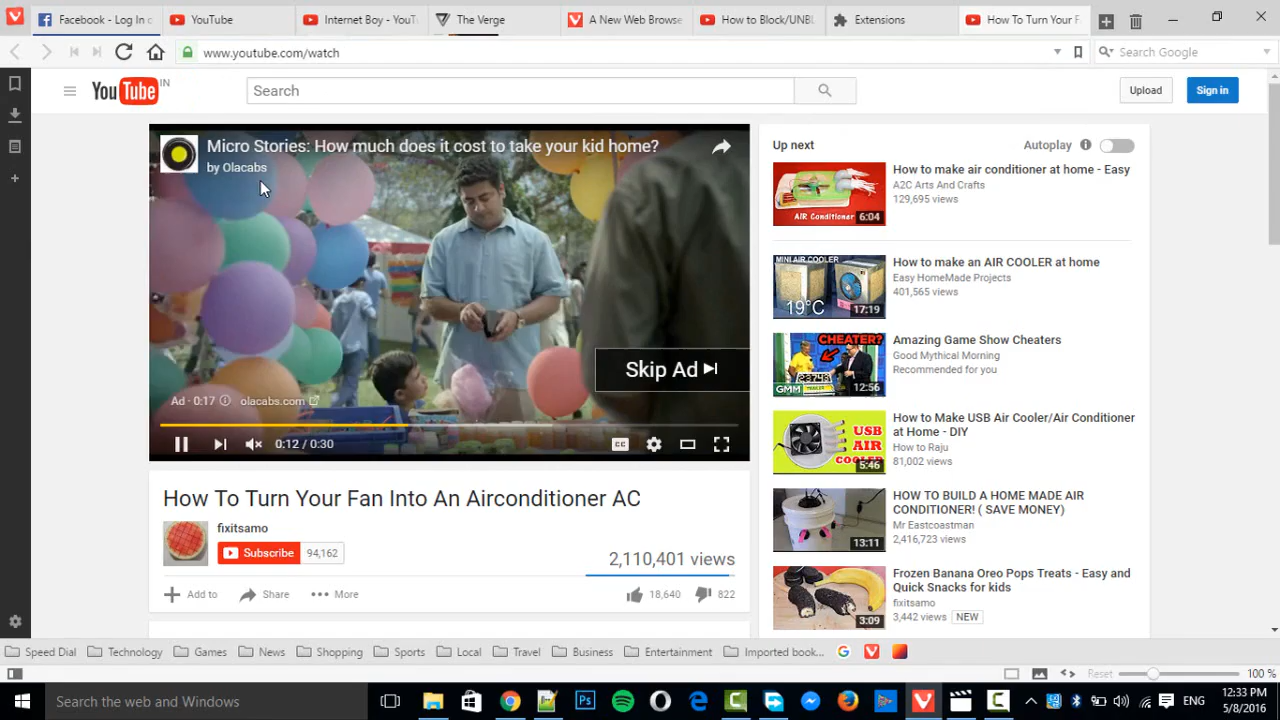 Facebook - Log In o
YouTube
Internet Boy - YouT
The Verge
A New Web Browse
How to Block/UNBL
Extensions
How To Turn Your F
www.youtube.com/watch
Search Google
YouTube IN
Search
Upload
Sign in
Micro Stories: How much does it cost to take your kid home?
by Olacabs
Skip Ad
Ad · 0:17
olacabs.com
0:12 / 0:30
CC
How To Turn Your Fan Into An Airconditioner AC
fixitsamo
Subscribe 94,162
2,110,401 views
Add to
Share
More
18,640
822
Up next
Autoplay
AIR Conditioner
6:04
How to make air conditioner at home - Easy
A2C Arts And Crafts
129,695 views
MINI AIR COOLER
19°C
17:19
How to make an AIR COOLER at home
Easy HomeMade Projects
401,565 views
CHEATER?
GMM
12:56
Amazing Game Show Cheaters
Good Mythical Morning
Recommended for you
USB
AIR
COOLER
5:46
How to Make USB Air Cooler/Air Conditioner
at Home - DIY
How to Raju
81,002 views
13:11
HOW TO BUILD A HOME MADE AIR
CONDITIONER! ( SAVE MONEY)
Mr Eastcoastman
2,416,723 views
3:09
Frozen Banana Oreo Pops Treats - Easy and
Quick Snacks for kids
fixitsamo
3,442 views NEW
Speed Dial
Technology
Games
News
Shopping
Sports
Local
Travel
Business
Entertainment
Imported book...
Reset
100 %
Search the web and Windows
ENG
12:33 PM
5/8/2016